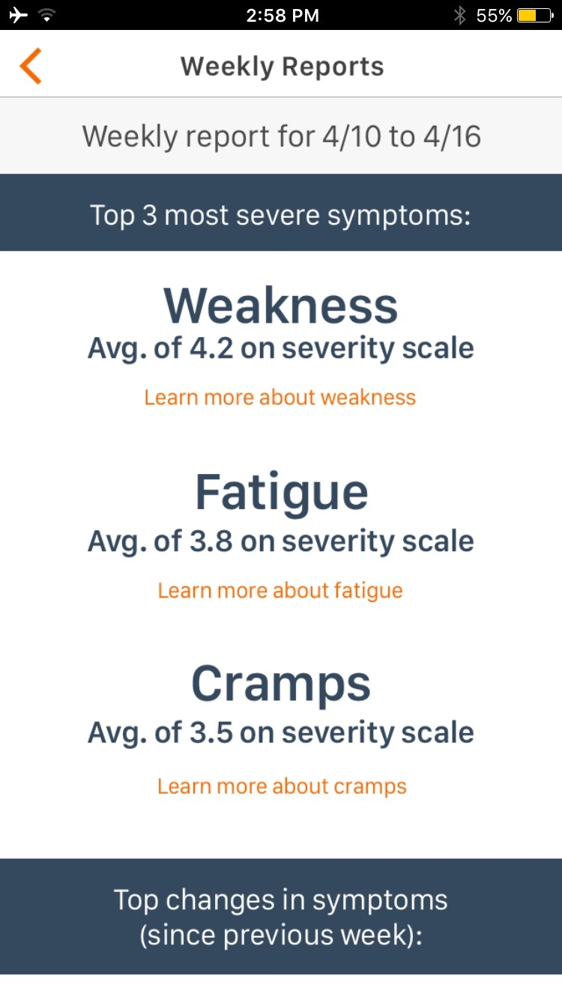 2:58 PM
55%
Weekly Reports
Weekly report for 4/10 to 4/16
Top 3 most severe symptoms:
Weakness
Avg. of 4.2 on severity scale
Learn more about weakness
Fatigue
Avg. of 3.8 on severity scale
Learn more about fatigue
Cramps
Avg. of 3.5 on severity scale
Learn more about cramps
Top changes in symptoms
(since previous week):